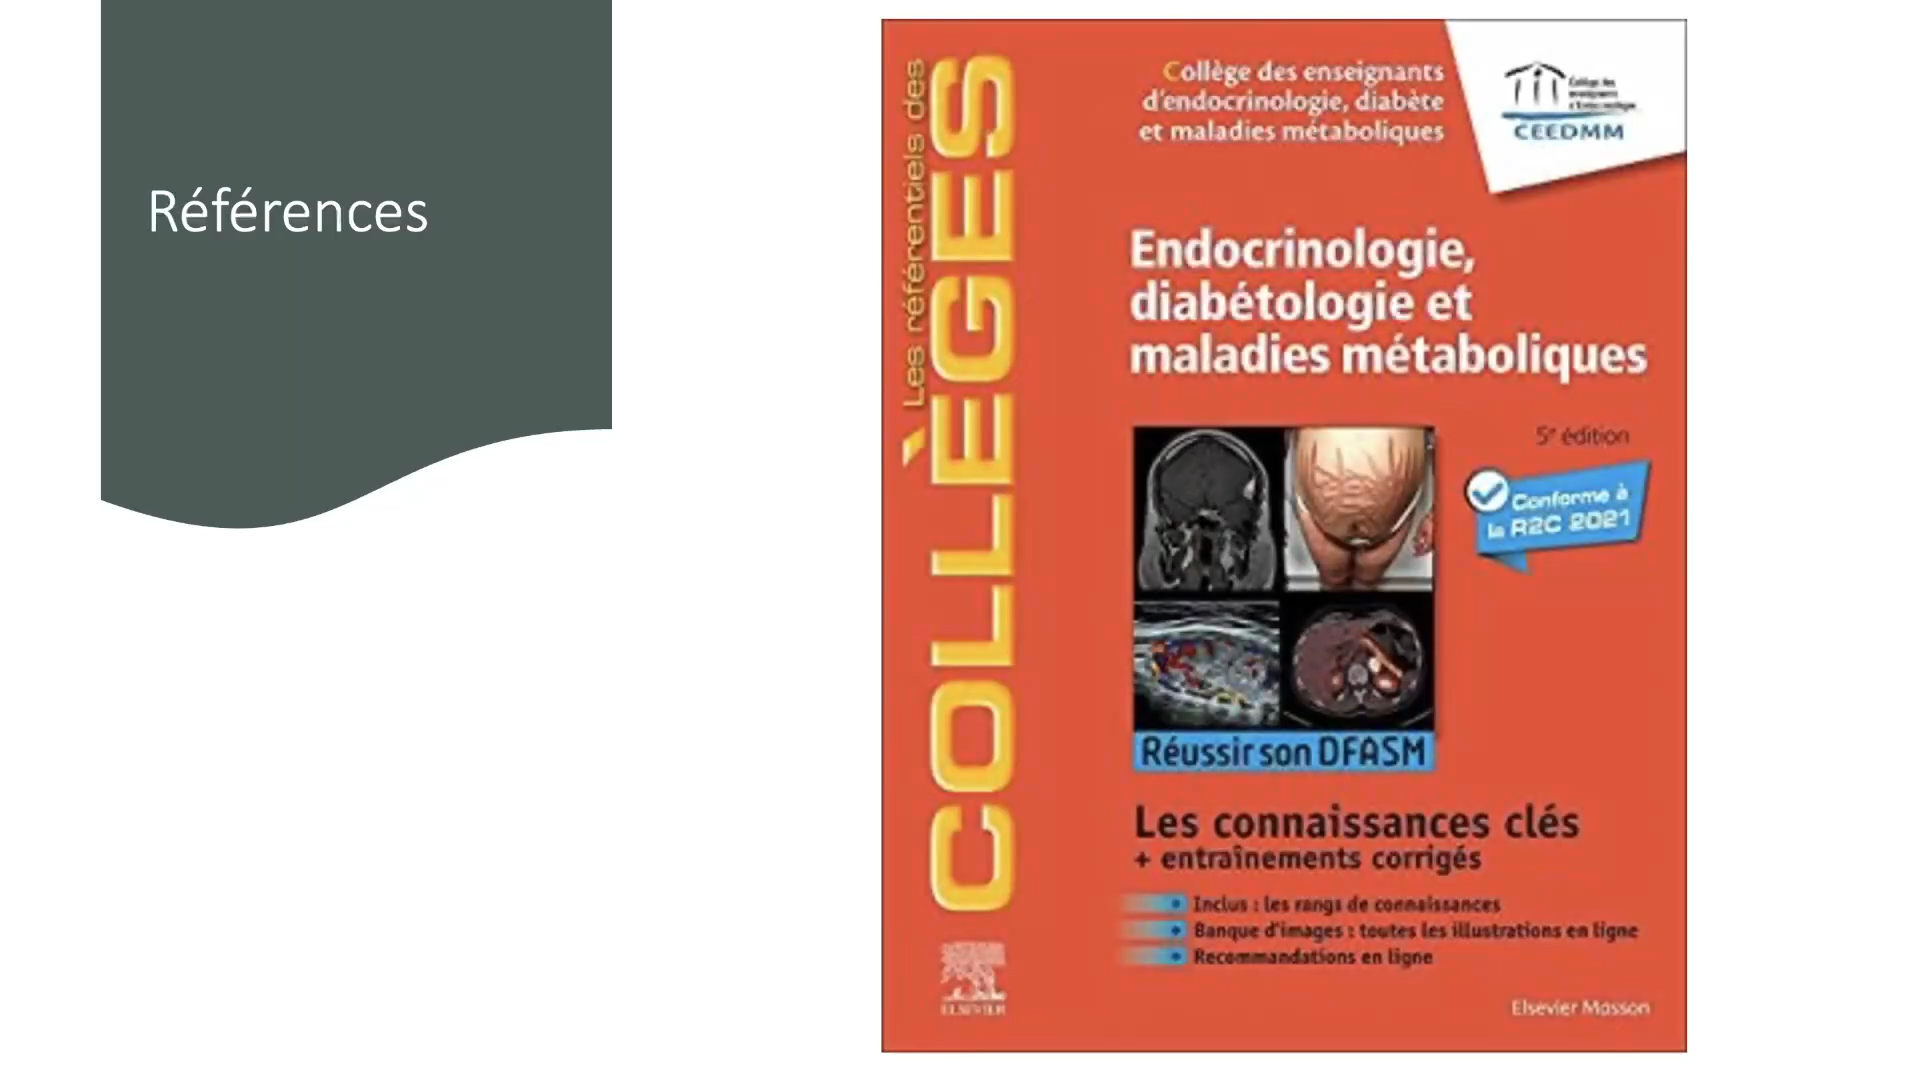 Références
Les référentiels des
COLLÈGES
Collège des enseignants
d'endocrinologie, diabète
et maladies métaboliques
CEEDMM
Endocrinologie,
diabétologie et
maladies métaboliques
5e édition
Conforme à
la R2C 2021
Réussir son DFASM
Les connaissances clés
+ entraînements corrigés
Inclus : les rangs de connaissances
Banque d'images : toutes les illustrations en ligne
Recommandations en ligne
ELSEVIER
Elsevier Masson